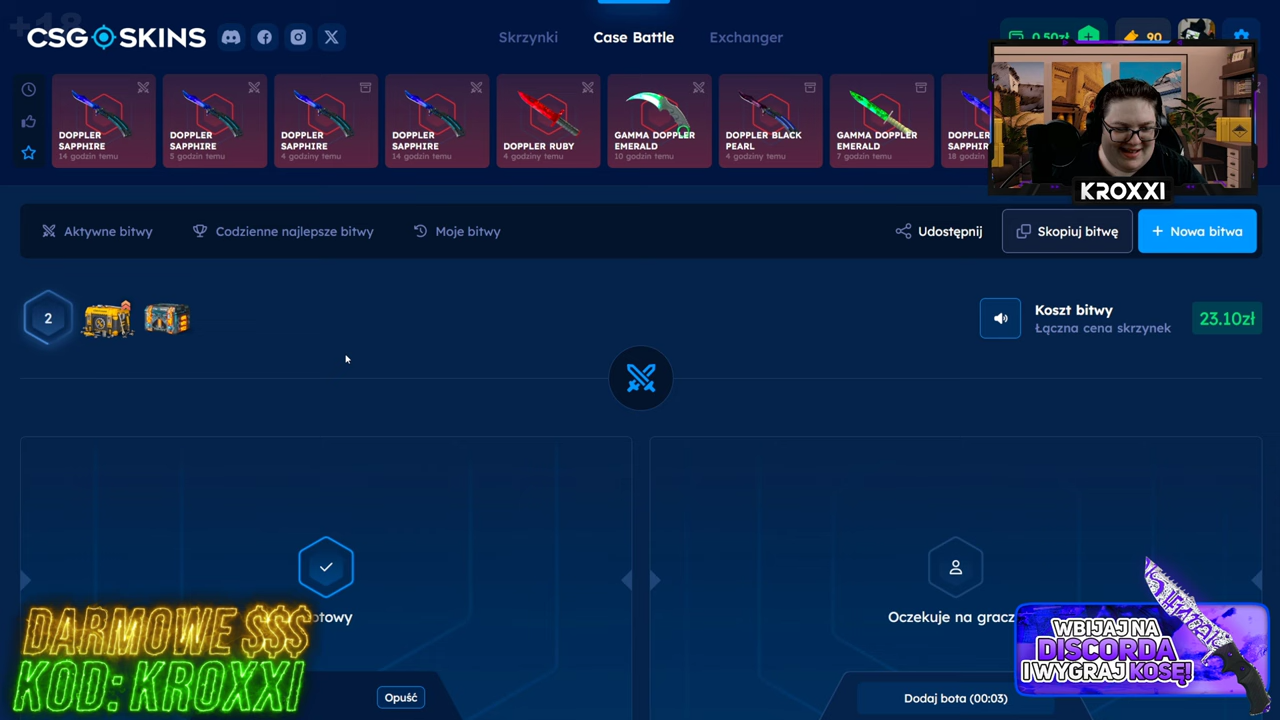 +18
CSG SKINS
Skrzynki
Case Battle
Exchanger
0.50zł
90
DOPPLER SAPPHIRE
14 godzin temu
DOPPLER SAPPHIRE
5 godzin temu
DOPPLER SAPPHIRE
4 godziny temu
DOPPLER SAPPHIRE
14 godzin temu
DOPPLER RUBY
4 godziny temu
GAMMA DOPPLER EMERALD
10 godzin temu
DOPPLER BLACK PEARL
4 godziny temu
GAMMA DOPPLER EMERALD
7 godzin temu
DOPPLER
SAPPHIRE
18 godzin
KROXXI
Aktywne bitwy
Codzienne najlepsze bitwy
Moje bitwy
Udostępnij
Skopiuj bitwę
+ Nowa bitwa
2
Koszt bitwy
Łączna cena skrzynek
23.10zł
otowy
Oczekuje na gracz
DARMOWE $$$
KOD: KROXXI
WBIJAJ NA
DISCORDA
I WYGRAJ KOSĘ!
Opuść
Dodaj bota (00:03)